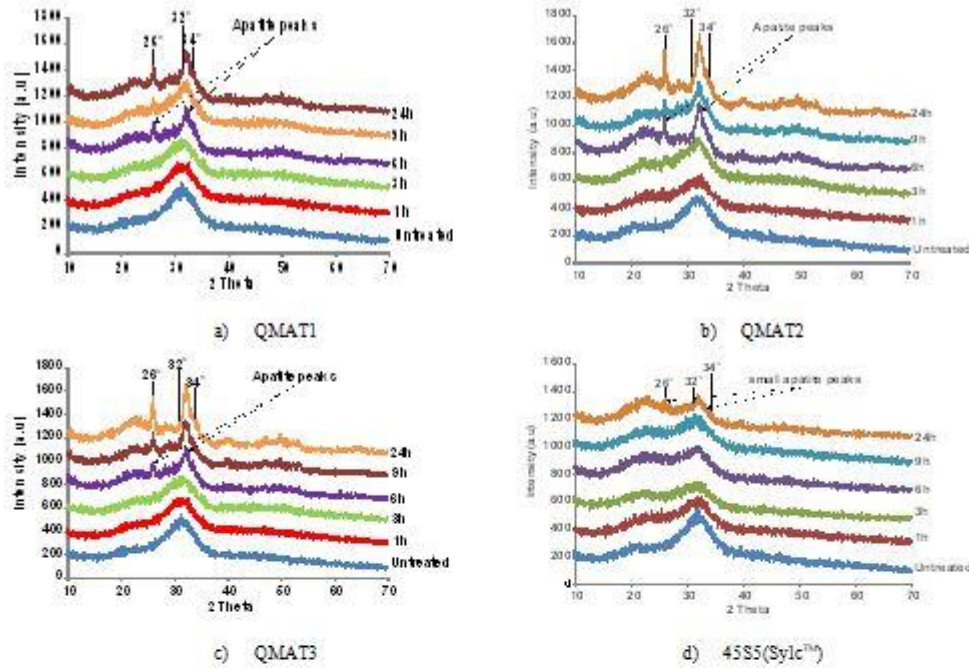 1800
1600
1400
1200
1000
800
600
400
200
0
Intensity [a.u]
26°
32°
34°
Apatite peaks
24h
9h
6h
3h
1h
Untreated
10 20 30 40 50 60 70
2 Theta
a) QMAT1
1800
1600
1400
1200
1000
800
600
400
200
0
Intensity (a.u)
26°
32°
34°
Apatite peaks
24h
9h
6h
3h
1h
Untreated
10 20 30 40 50 60 70
2 Theta
b) QMAT2
1800
1600
1400
1200
1000
800
600
400
200
0
Intensity [a.u]
26°
32°
34°
Apatite peaks
24h
9h
6h
3h
1h
Untreated
10 20 30 40 50 60 70
2 Theta
c) QMAT3
1600
1400
1200
1000
800
600
400
200
Intensity (a.u)
26°
32°
34°
small apatite peaks
24h
9h
6h
3h
1h
Untreated
10 20 30 40 50 60 70
2 Theta
d) 45S5(Sylc™)